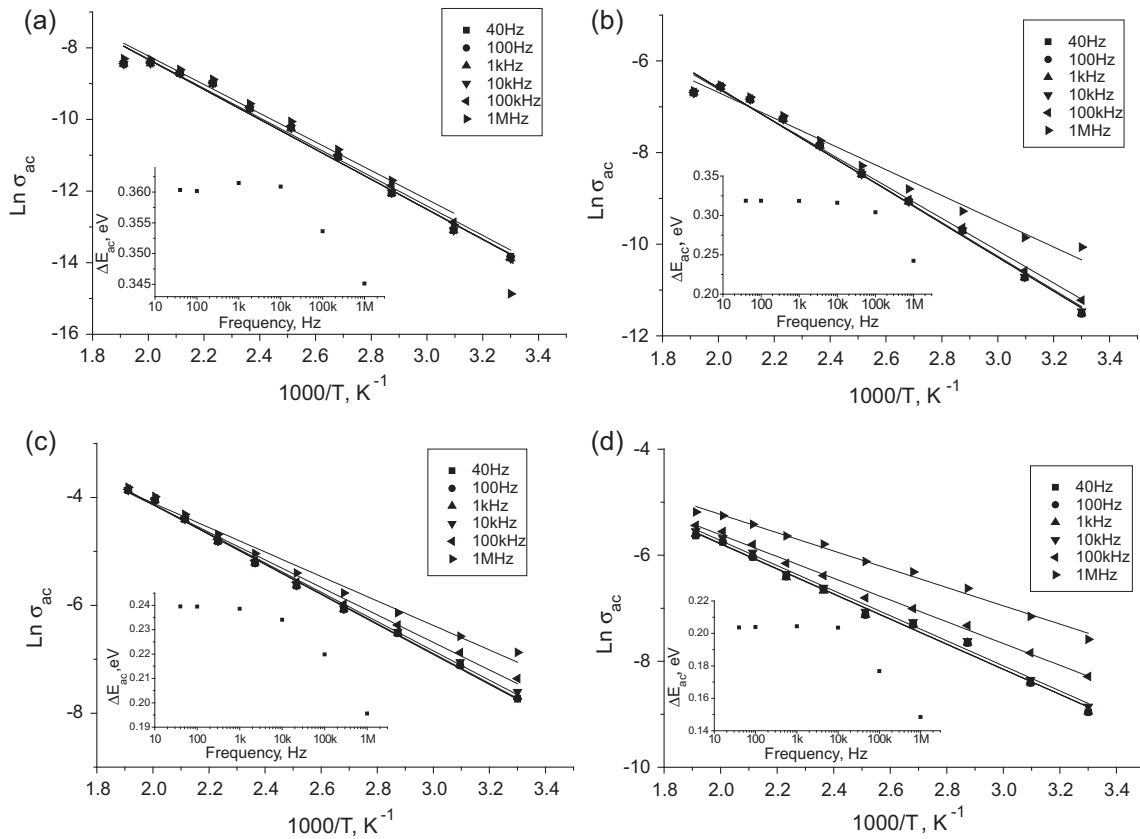 (a)
40Hz
100Hz
1kHz
10kHz
100kHz
1MHz
-8
-10
-12
-14
-16
Ln σac
1.8 2.0 2.2 2.4 2.6 2.8 3.0 3.2 3.4
1000/T, K-1
0.360
0.355
0.350
0.345
ΔEac, eV
10 100 1k 10k 100k 1M
Frequency, Hz
(b)
40Hz
100Hz
1kHz
10kHz
100kHz
1MHz
-6
-8
-10
-12
Ln σac
1.8 2.0 2.2 2.4 2.6 2.8 3.0 3.2 3.4
1000/T, K-1
0.35
0.30
0.25
0.20
ΔEac, eV
10 100 1k 10k 100k 1M
Frequency, Hz
(c)
40Hz
100Hz
1kHz
10kHz
100kHz
1MHz
-4
-6
-8
Ln σac
1.8 2.0 2.2 2.4 2.6 2.8 3.0 3.2 3.4
1000/T, K-1
0.24
0.23
0.22
0.21
0.20
0.19
ΔEac,eV
10 100 1k 10k 100k 1M
Frequency, Hz
(d)
40Hz
100Hz
1kHz
10kHz
100kHz
1MHz
-4
-6
-8
-10
Ln σac
1.8 2.0 2.2 2.4 2.6 2.8 3.0 3.2 3.4
1000/T, K-1
0.22
0.20
0.18
0.16
0.14
ΔEac, eV
10 100 1k 10k 100k 1M
Frequency, Hz